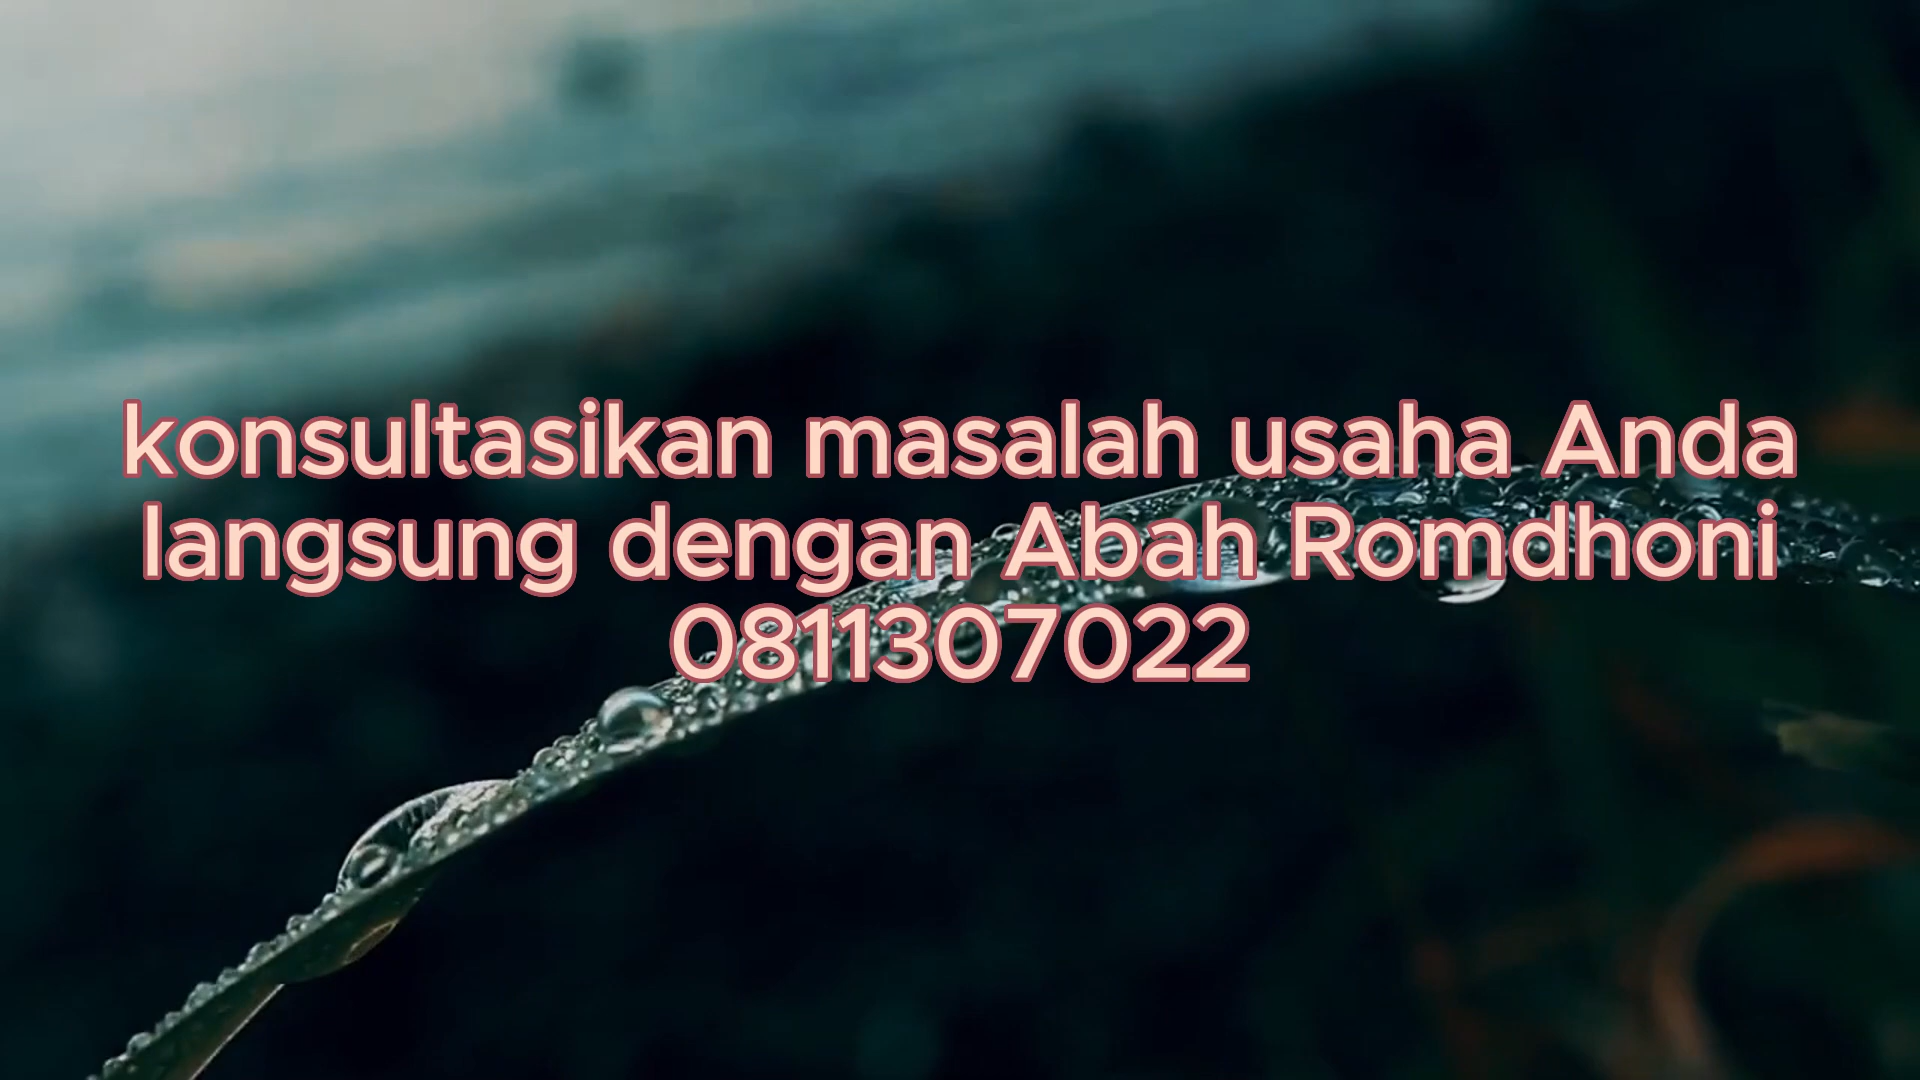 konsultasikan masalah usaha Anda
langsung dengan Abah Romdhoni
0811307022